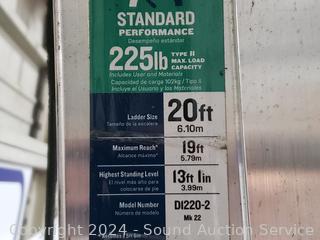 STANDARD
PERFORMANCE
Desempeño estándar
225lb TYPE II
MAX LOAD
CAPACITY
Includes User and Materials
Capacidad de carga 102kg / Tipo II
Incluye el Usuario y los Materiales
Ladder Size
Tamaño de la escalera
20ft
6.10m
Maximum Reach*
Alcance máximo*
19ft
5.79m
Highest Standing Level
El nivel más alto para
colocarse de pie
13ft 1in
3.99m
Model Number
Número de modelo
D1220-2
Mk 22
Copyright 2024 - Sound Auction Service